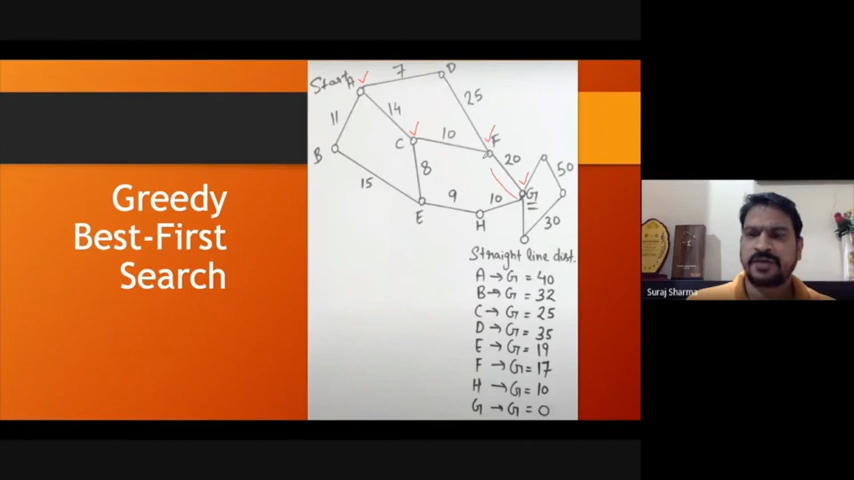 Greedy
Best-First
Search
Start A
7
D
11
14
25
B
C
10
F
20
50
15
8
G
9
10
30
E
H
Straight line dist.
A → G = 40
B → G = 32
C → G = 25
D → G = 35
E → G = 19
F → G = 17
H → G = 10
G → G = 0
Suraj Sharma